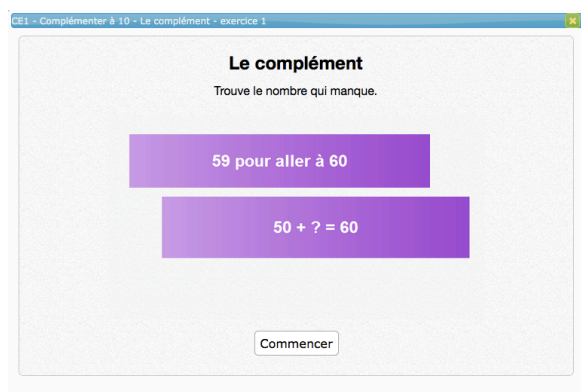 CE1 - Complémenter à 10 - Le complément - exercice 1
Le complément
Trouve le nombre qui manque.
59 pour aller à 60
50 + ? = 60
Commencer